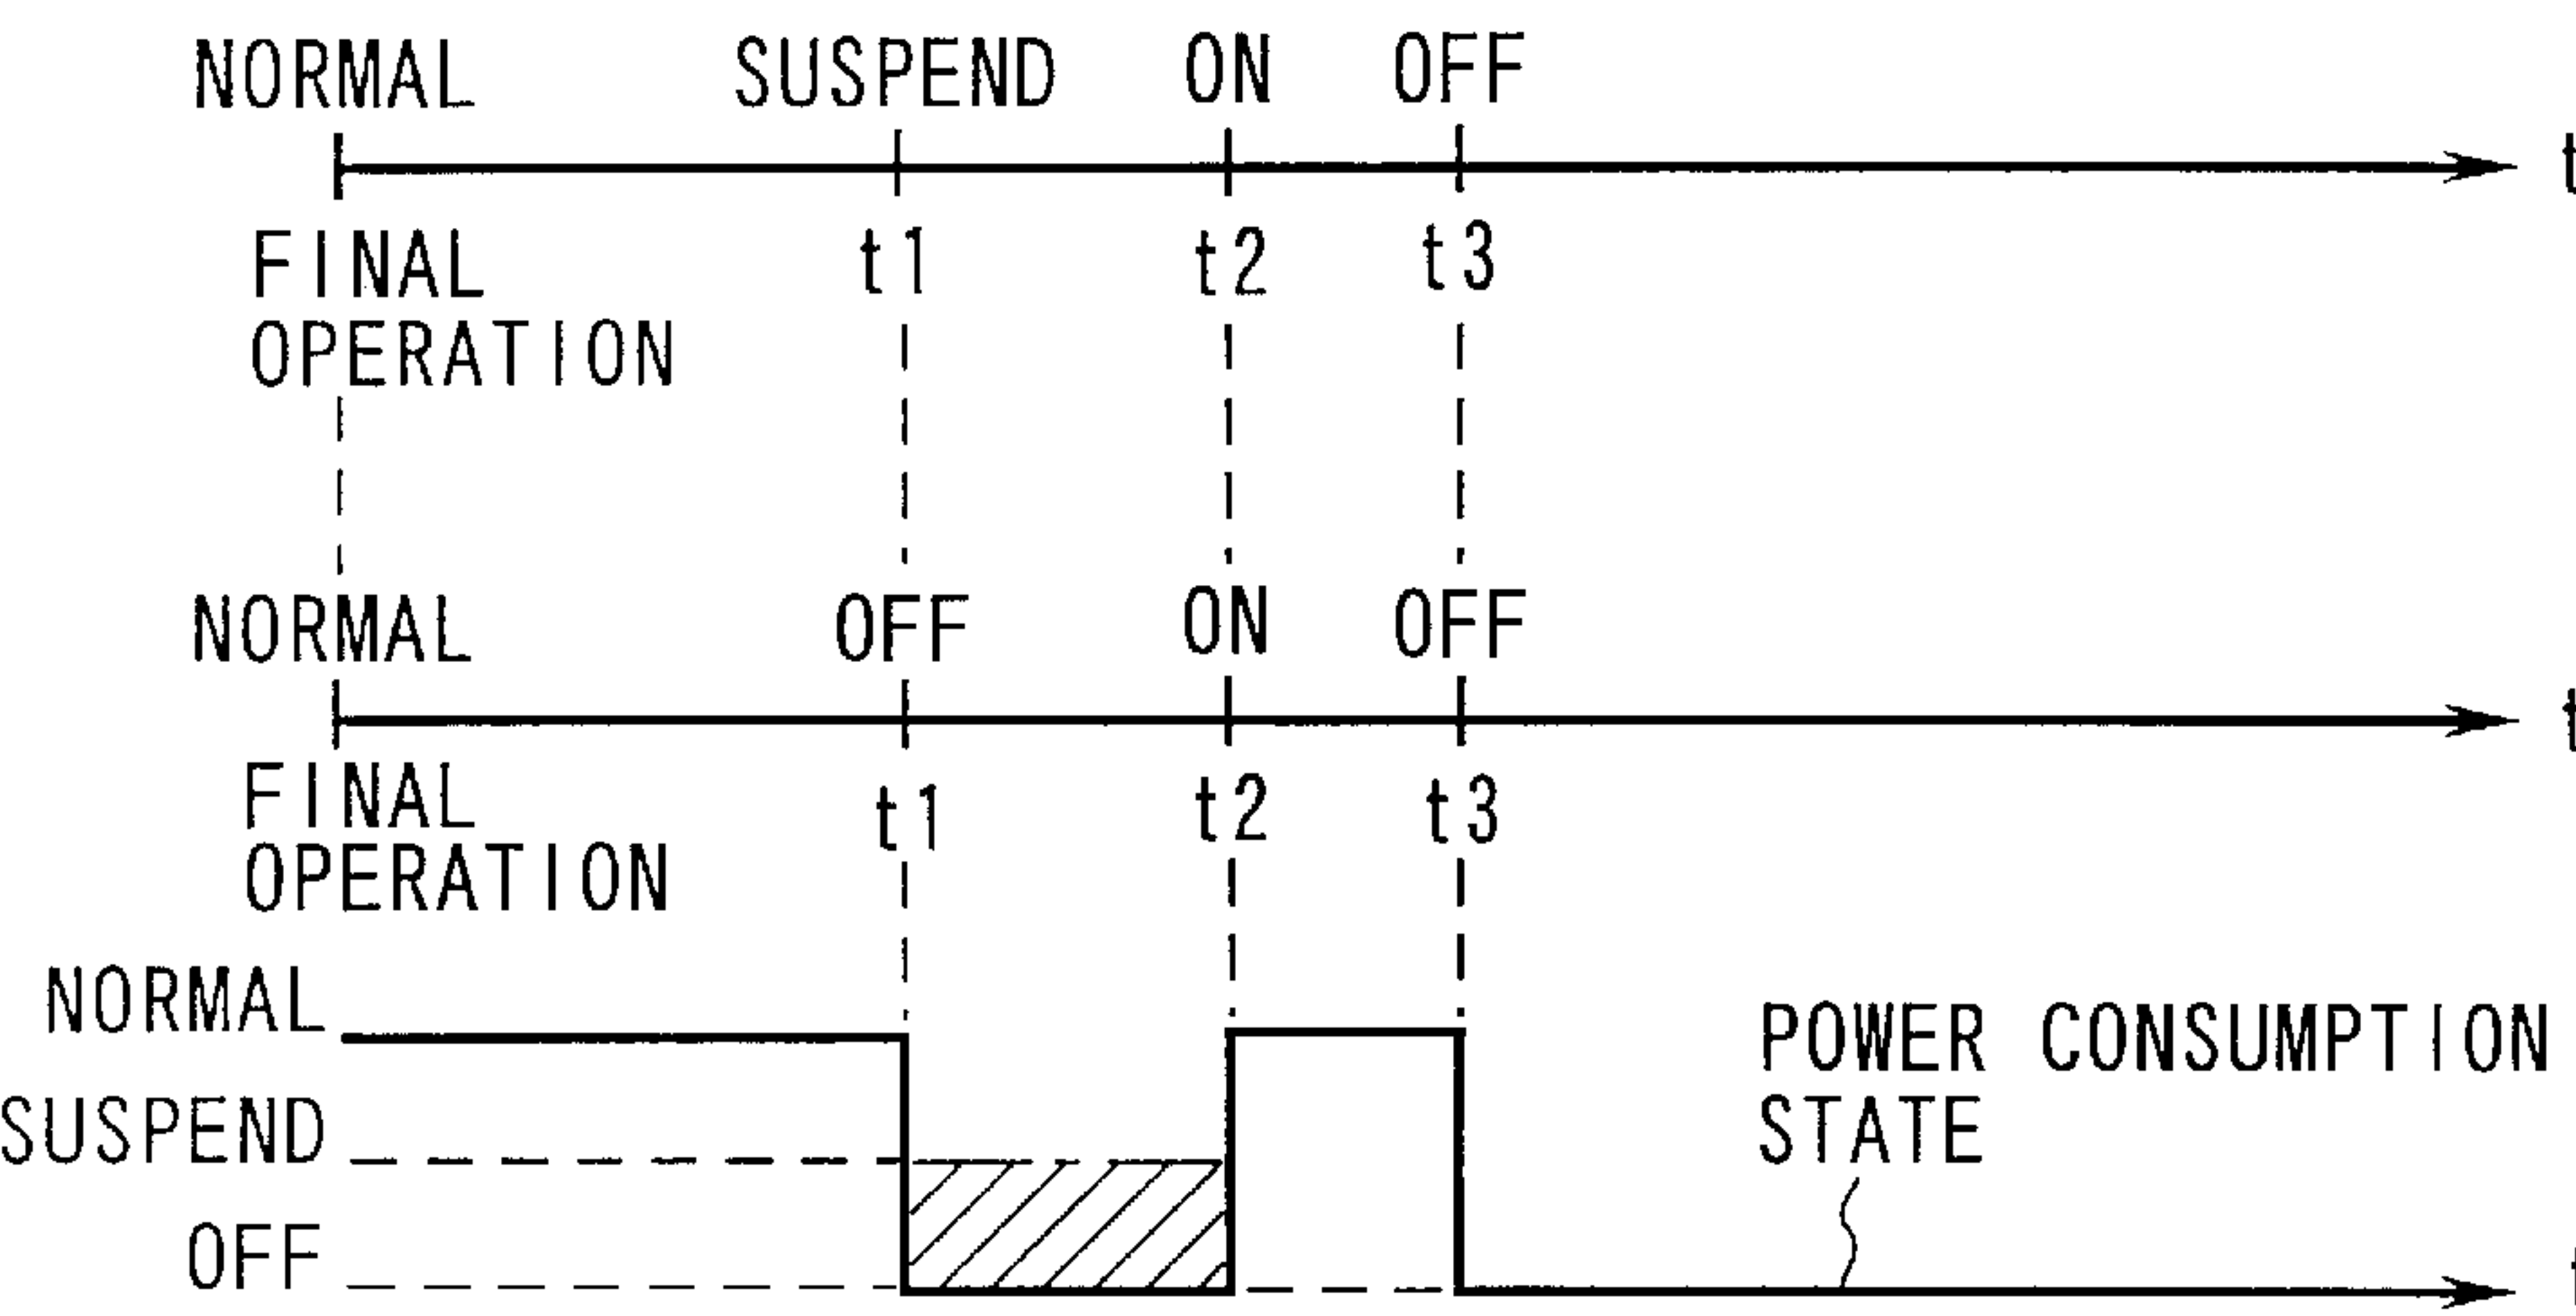 NORMAL SUSPEND ON OFF
t
t1 t2 t3
FINAL
OPERATION
NORMAL OFF ON OFF
t
FINAL
OPERATION
t1 t2 t3
NORMAL
SUSPEND
OFF
POWER CONSUMPTION
STATE
t